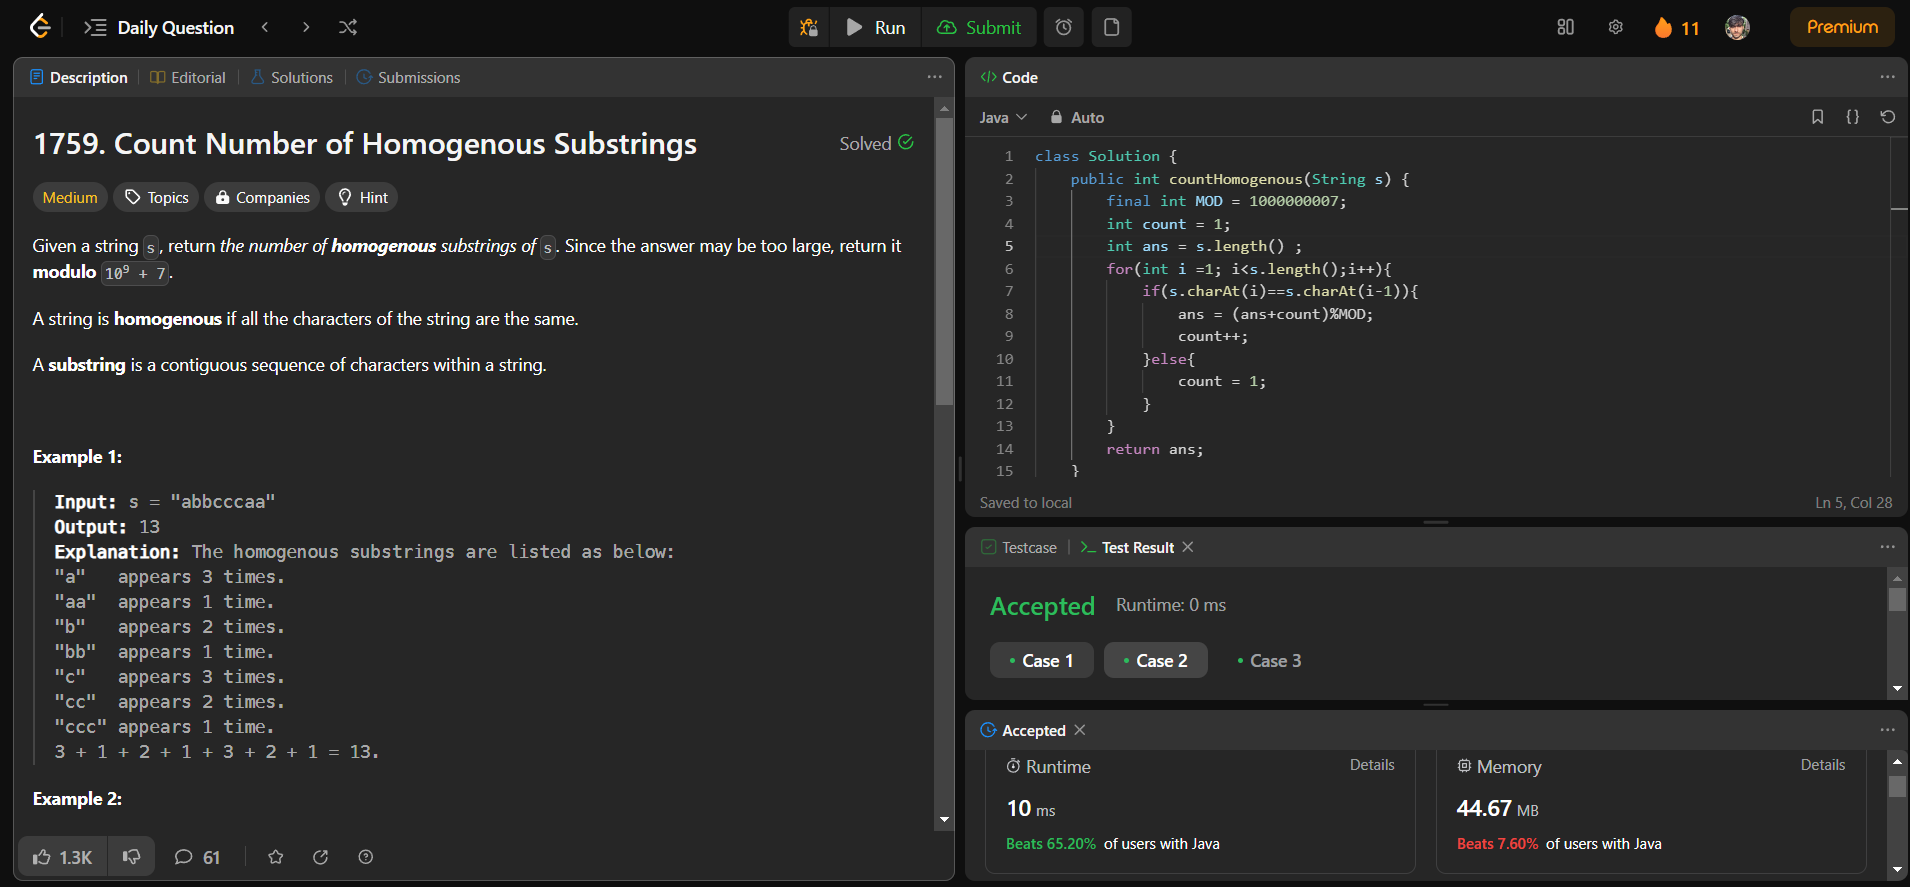 Daily Question
Run
Submit
11
Premium
Description
Editorial
Solutions
Submissions
1759. Count Number of Homogenous Substrings
Solved
Medium
Topics
Companies
Hint
Given a string s, return the number of homogenous substrings of s. Since the answer may be too large, return it
modulo 10⁹ + 7.
A string is homogenous if all the characters of the string are the same.
A substring is a contiguous sequence of characters within a string.
Example 1:
Input: s = "abbcccaa"
Output: 13
Explanation: The homogenous substrings are listed as below:
"a"   appears 3 times.
"aa"  appears 1 time.
"b"   appears 2 times.
"bb"  appears 1 time.
"c"   appears 3 times.
"cc"  appears 2 times.
"ccc" appears 1 time.
3 + 1 + 2 + 1 + 3 + 2 + 1 = 13.
Example 2:
1.3K
61
</> Code
Java
Auto
{}
1 class Solution {
2     public int countHomogenous(String s) {
3         final int MOD = 1000000007;
4         int count = 1;
5         int ans = s.length() ;
6         for(int i =1; i<s.length();i++){
7             if(s.charAt(i)==s.charAt(i-1)){
8                 ans = (ans+count)%MOD;
9                 count++;
10             }else{
11                 count = 1;
12             }
13         }
14         return ans;
15     }
Saved to local
Ln 5, Col 28
Testcase
Test Result
Accepted
Runtime: 0 ms
Case 1
Case 2
Case 3
Accepted
Runtime
Details
10 ms
Beats 65.20% of users with Java
Memory
Details
44.67 MB
Beats 7.60% of users with Java